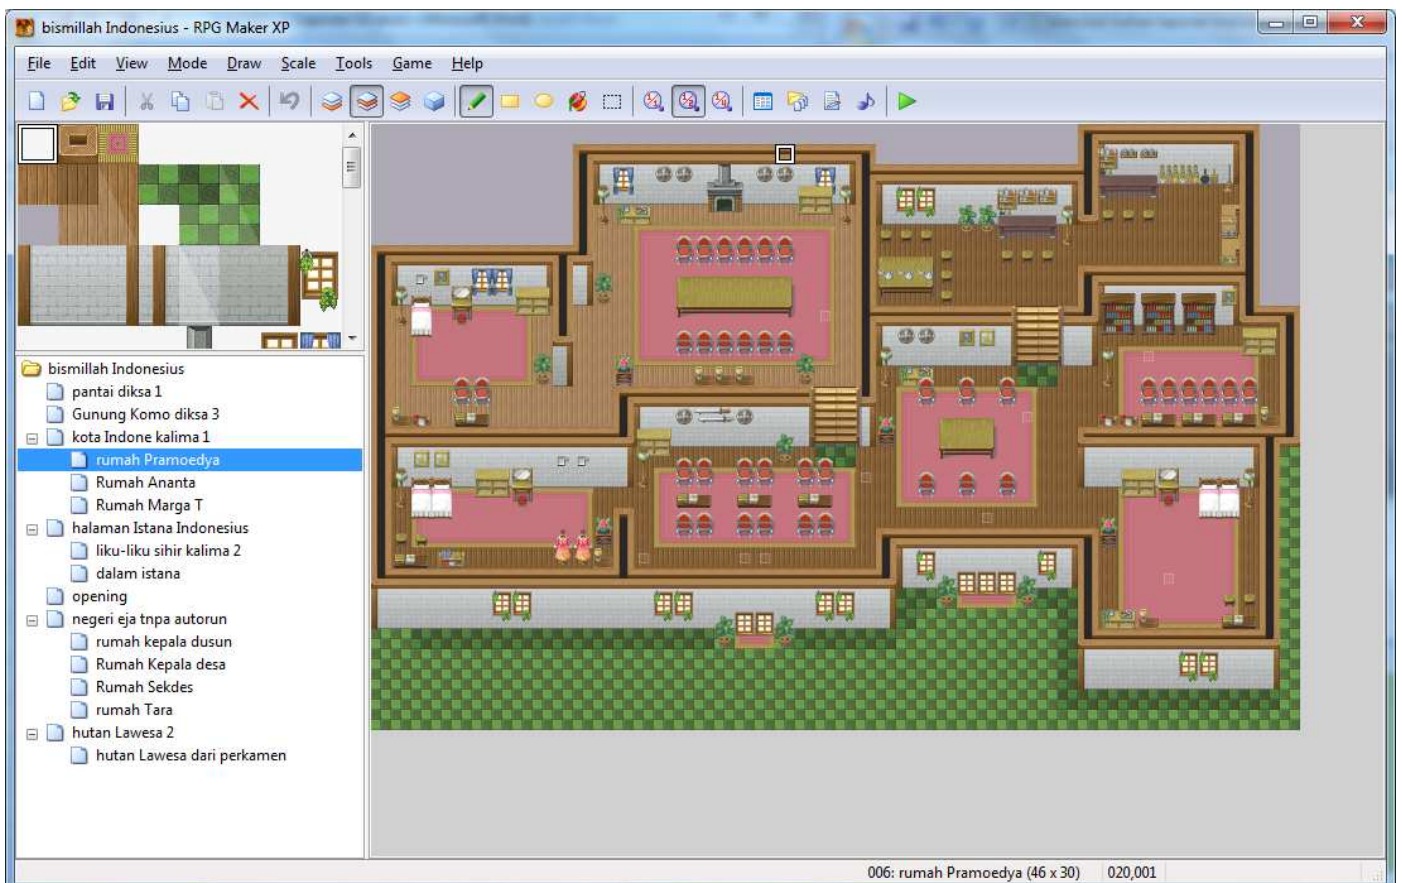 bismillah Indonesius - RPG Maker XP
File Edit View Mode Draw Scale Tools Game Help
bismillah Indonesius
pantai diksa 1
Gunung Komo diksa 3
kota Indone kalima 1
rumah Pramoedya
Rumah Ananta
Rumah Marga T
halaman Istana Indonesius
liku-liku sihir kalima 2
dalam istana
opening
negeri eja tnpa autorun
rumah kepala dusun
Rumah Kepala desa
Rumah Sekdes
rumah Tara
hutan Lawesa 2
hutan Lawesa dari perkamen
006: rumah Pramoedya (46 x 30) 020,001